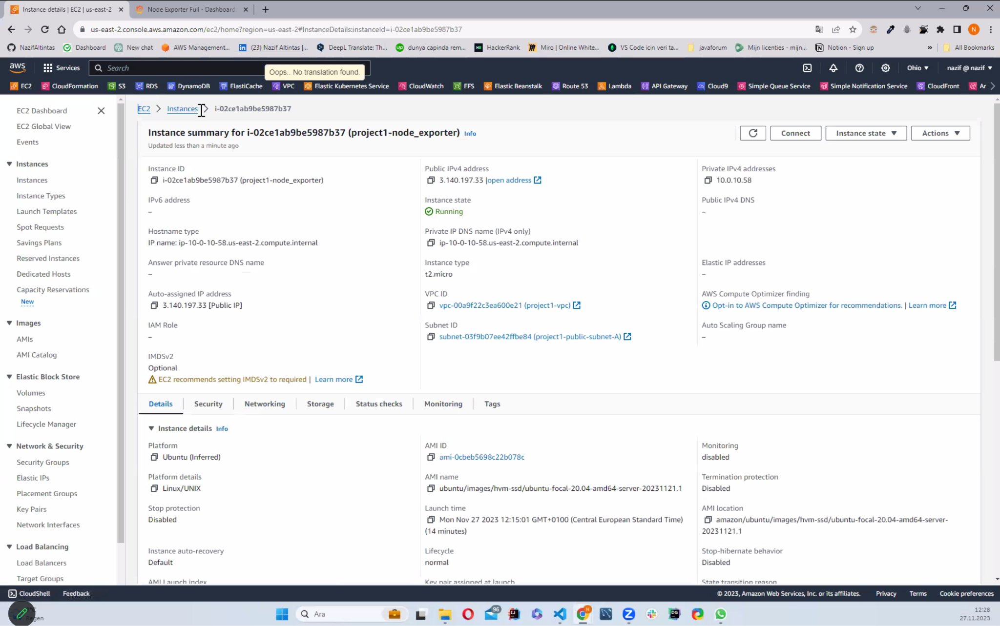 Instance details | EC2 | us-east-2
Node Exporter Full - Dashboard
us-east-2.console.aws.amazon.com/ec2/home?region=us-east-2#InstanceDetails:instanceId=i-02ce1ab9be5987b37
N
NazifAltintas
Dashboard
New chat
AWS Management...
(23) Nazif Altintas |...
DeepL Translate: Th...
dunya capinda rem...
HackerRank
Miro | Online White...
VS Code icin veri ta...
javaforum
Mijn licenties – mijn...
Notion - Sign up
»
All Bookmarks
aws
Services
Search
Oops.. No translation found.
Ohio
nazif @ nazif
EC2
CloudFormation
S3
RDS
DynamoDB
ElastiCache
VPC
Elastic Kubernetes Service
CloudWatch
EFS
Elastic Beanstalk
Route 53
Lambda
API Gateway
Cloud9
Simple Queue Service
Simple Notification Service
CloudFront
Ar
EC2 Dashboard
EC2 Global View
Events
Instances
Instances
Instance Types
Launch Templates
Spot Requests
Savings Plans
Reserved Instances
Dedicated Hosts
Capacity Reservations
New
Images
AMIs
AMI Catalog
Elastic Block Store
Volumes
Snapshots
Lifecycle Manager
Network & Security
Security Groups
Elastic IPs
Placement Groups
Key Pairs
Network Interfaces
Load Balancing
Load Balancers
Target Groups
EC2 > Instances > i-02ce1ab9be5987b37
Instance summary for i-02ce1ab9be5987b37 (project1-node_exporter) Info
Updated less than a minute ago
Connect
Instance state
Actions
Instance ID
i-02ce1ab9be5987b37 (project1-node_exporter)
Public IPv4 address
3.140.197.33 |open address
Private IPv4 addresses
10.0.10.58
IPv6 address
–
Instance state
Running
Public IPv4 DNS
–
Hostname type
IP name: ip-10-0-10-58.us-east-2.compute.internal
Private IP DNS name (IPv4 only)
ip-10-0-10-58.us-east-2.compute.internal
Answer private resource DNS name
–
Instance type
t2.micro
Elastic IP addresses
–
Auto-assigned IP address
3.140.197.33 [Public IP]
VPC ID
vpc-00a9f22c3ea600e21 (project1-vpc)
AWS Compute Optimizer finding
Opt-in to AWS Compute Optimizer for recommendations. | Learn more
IAM Role
–
Subnet ID
subnet-03f9b07ee42ffbe84 (project1-public-subnet-A)
Auto Scaling Group name
–
IMDSv2
Optional
EC2 recommends setting IMDSv2 to required | Learn more
Details
Security
Networking
Storage
Status checks
Monitoring
Tags
Instance details Info
Platform
Ubuntu (Inferred)
AMI ID
ami-0cbeb5698c22b078c
Monitoring
disabled
Platform details
Linux/UNIX
AMI name
ubuntu/images/hvm-ssd/ubuntu-focal-20.04-amd64-server-20231121.1
Termination protection
Disabled
Stop protection
Disabled
Launch time
Mon Nov 27 2023 12:15:01 GMT+0100 (Central European Standard Time)
(14 minutes)
AMI location
amazon/ubuntu/images/hvm-ssd/ubuntu-focal-20.04-amd64-server-
20231121.1
Instance auto-recovery
Default
Lifecycle
normal
Stop-hibernate behavior
Disabled
AMI Launch index
Key pair assigned at launch
State transition reason
CloudShell
Feedback
© 2023, Amazon Web Services, Inc. or its affiliates.
Privacy
Terms
Cookie preferences
Regen
Ara
96
12:28
27.11.2023